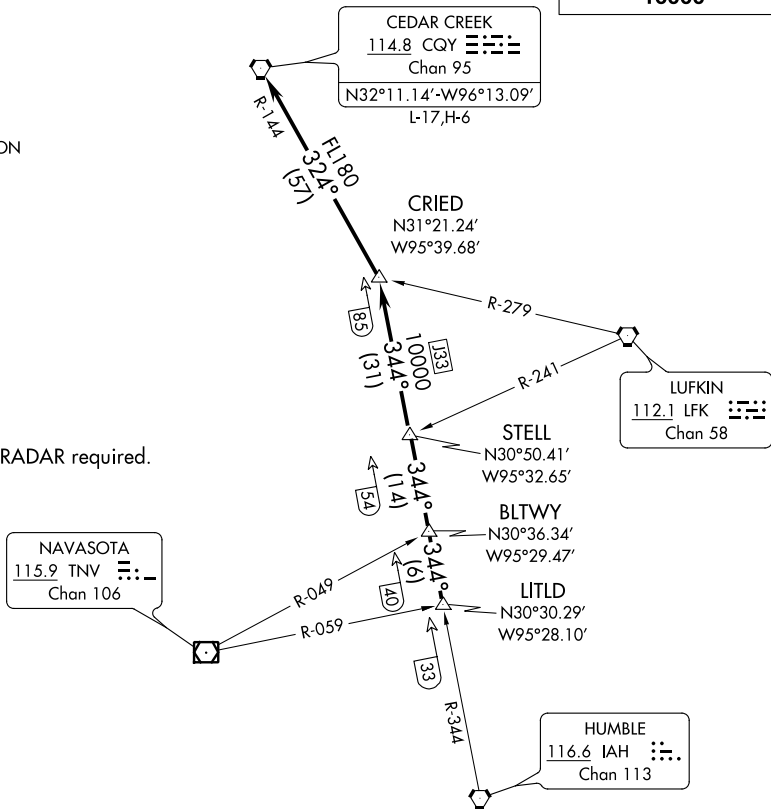 10000
CEDAR CREEK
114.8 CQY
Chan 95
N32°11.14′-W96°13.09′
L-17,H-6
R-144
FL180
324°
(57)
ON
CRIED
N31°21.24′
W95°39.68′
85
R-279
J33
10000
344°
(31)
R-241
LUFKIN
112.1 LFK
Chan 58
STELL
N30°50.41′
W95°32.65′
RADAR required.
54
344°
(14)
BLTWY
N30°36.34′
W95°29.47′
NAVASOTA
115.9 TNV
Chan 106
R-049
40
344°
(6)
LITLD
N30°30.29′
W95°28.10′
R-059
33
R-344
HUMBLE
116.6 IAH
Chan 113